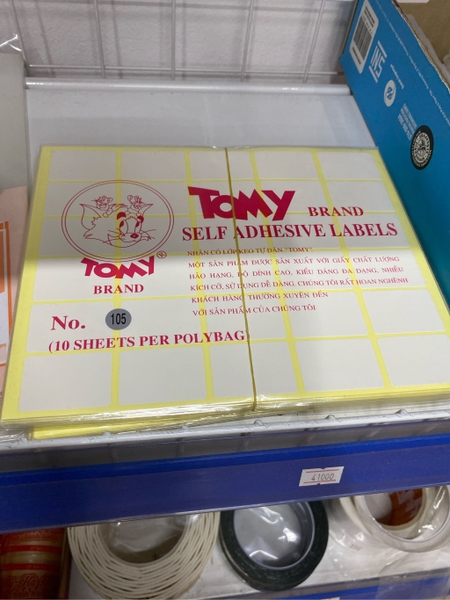 TOMY BRAND
SELF ADHESIVE LABELS
NHÃN CÓ LỚP KEO TỰ DÁN "TOMY"
MỘT SẢN PHẨM ĐƯỢC SẢN XUẤT VỚI GIẤY CHẤT LƯỢNG
HẢO HẠNG, ĐỘ DÍNH CAO, KIỂU DÁNG ĐA DẠNG, NHIỀU
KÍCH CỠ, SỬ DỤNG DỄ DÀNG, CHÚNG TÔI RẤT HOAN NGHÊNH
KHÁCH HÀNG THƯỜNG XUYÊN ĐẾN
VỚI SẢN PHẨM CỦA CHÚNG TÔI
TOMY ®
BRAND
No. 105
(10 SHEETS PER POLYBAG)
41000